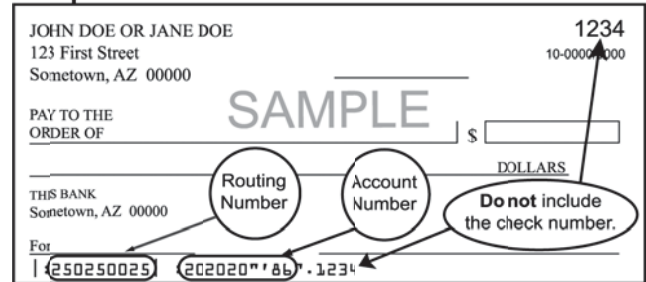 JOHN DOE OR JANE DOE
1234
123 First Street
10-0000/0000
Sometown, AZ 00000
SAMPLE
PAY TO THE
ORDER OF
$
DOLLARS
Routing
Number
Account
Number
Do not include
the check number.
THIS BANK
Sometown, AZ 00000
For
250250025
202020"'86".1234